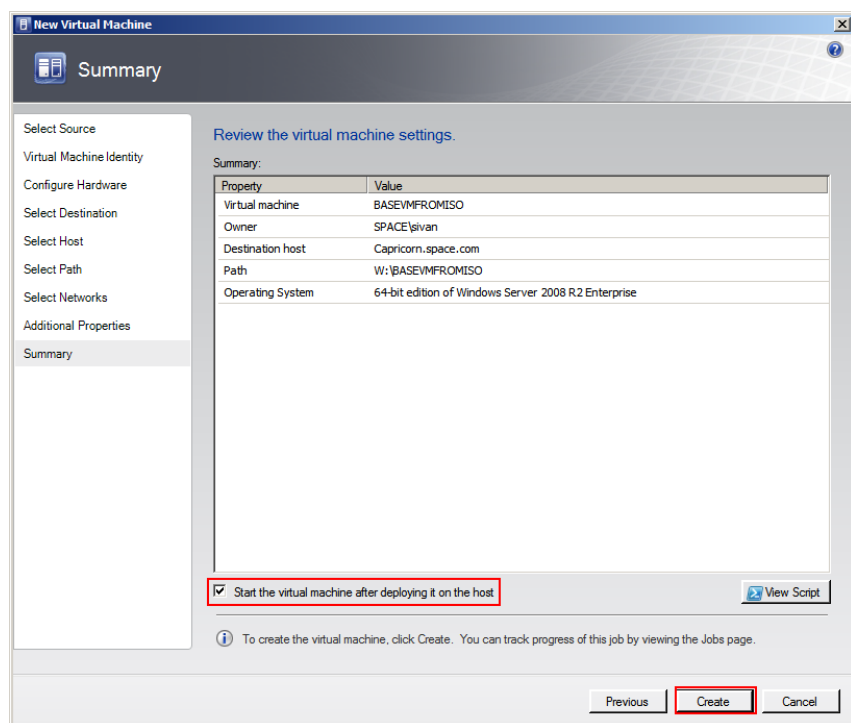 New Virtual Machine
Summary
Select Source
Virtual Machine Identity
Configure Hardware
Select Destination
Select Host
Select Path
Select Networks
Additional Properties
Summary
Review the virtual machine settings.
Summary:
Property Value
Virtual machine BASEVMFROMISO
Owner SPACE\sivan
Destination host Capricorn.space.com
Path W:\BASEVMFROMISO
Operating System 64-bit edition of Windows Server 2008 R2 Enterprise
Start the virtual machine after deploying it on the host
View Script
To create the virtual machine, click Create. You can track progress of this job by viewing the Jobs page.
Previous Create Cancel